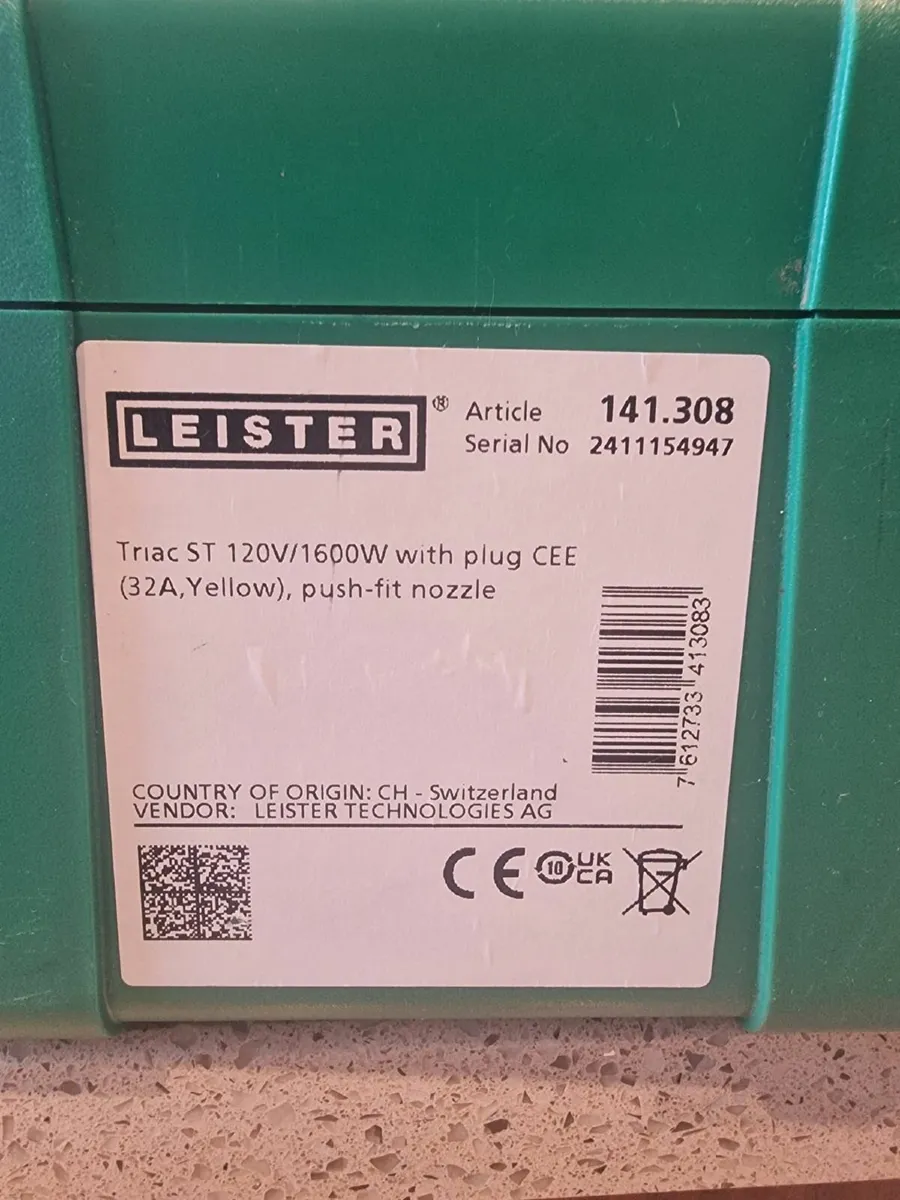 LEISTER®
Article 141.308
Serial No 2411154947
Triac ST 120V/1600W with plug CEE
(32A,Yellow), push-fit nozzle
7 612733 413083
COUNTRY OF ORIGIN: CH - Switzerland
VENDOR: LEISTER TECHNOLOGIES AG
CE 10 UK
CA